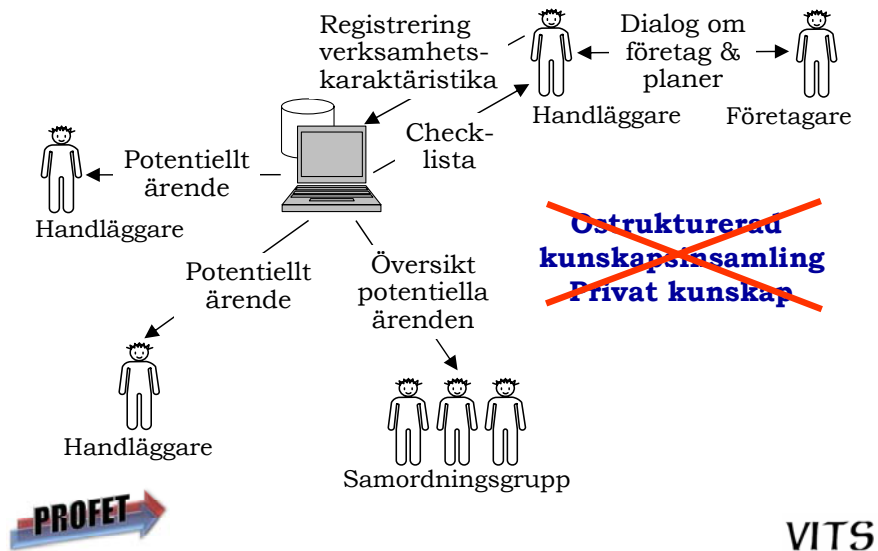 Registrering
verksamhets-
karaktäristika
Dialog om
företag &
planer
Handläggare
Företagare
Check-
lista
Potentiellt
ärende
Handläggare
Ostrukturerad
kunskapsinsamling
Privat kunskap
Potentiellt
ärende
Översikt
potentiella
ärenden
Handläggare
Samordningsgrupp
PROFET
VITS